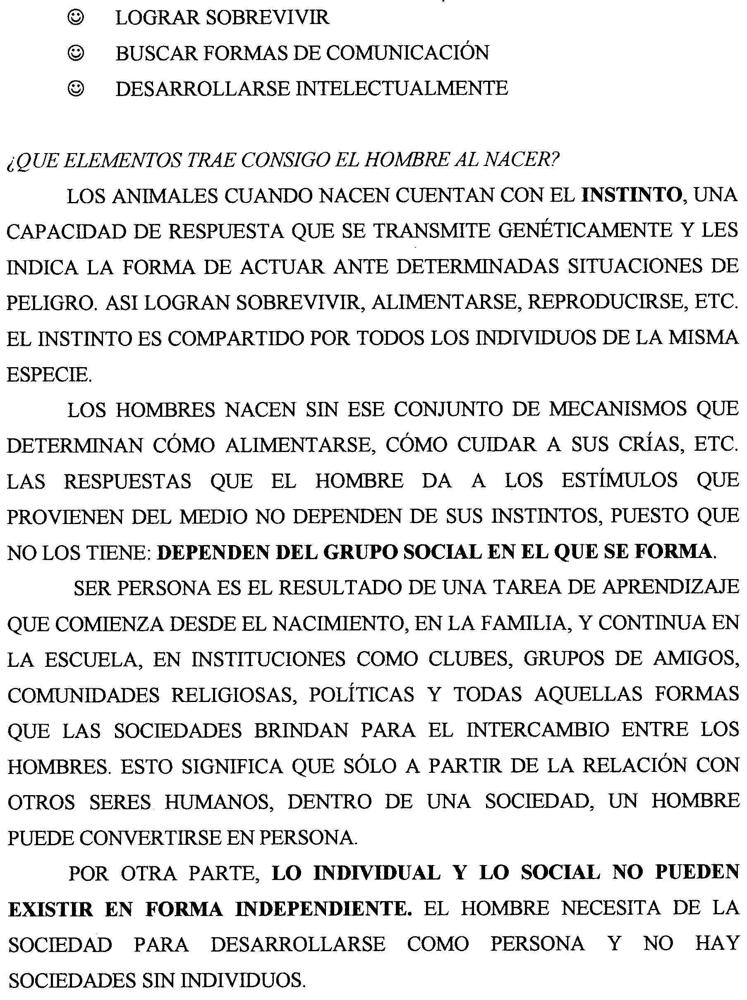 ☺ LOGRAR SOBREVIVIR
☺ BUSCAR FORMAS DE COMUNICACIÓN
☺ DESARROLLARSE INTELECTUALMENTE
¿QUE ELEMENTOS TRAE CONSIGO EL HOMBRE AL NACER?
LOS ANIMALES CUANDO NACEN CUENTAN CON EL INSTINTO, UNA
CAPACIDAD DE RESPUESTA QUE SE TRANSMITE GENÉTICAMENTE Y LES
INDICA LA FORMA DE ACTUAR ANTE DETERMINADAS SITUACIONES DE
PELIGRO. ASI LOGRAN SOBREVIVIR, ALIMENTARSE, REPRODUCIRSE, ETC.
EL INSTINTO ES COMPARTIDO POR TODOS LOS INDIVIDUOS DE LA MISMA
ESPECIE.
LOS HOMBRES NACEN SIN ESE CONJUNTO DE MECANISMOS QUE
DETERMINAN CÓMO ALIMENTARSE, CÓMO CUIDAR A SUS CRÍAS, ETC.
LAS RESPUESTAS QUE EL HOMBRE DA A LOS ESTÍMULOS QUE
PROVIENEN DEL MEDIO NO DEPENDEN DE SUS INSTINTOS, PUESTO QUE
NO LOS TIENE: DEPENDEN DEL GRUPO SOCIAL EN EL QUE SE FORMA.
SER PERSONA ES EL RESULTADO DE UNA TAREA DE APRENDIZAJE
QUE COMIENZA DESDE EL NACIMIENTO, EN LA FAMILIA, Y CONTINUA EN
LA ESCUELA, EN INSTITUCIONES COMO CLUBES, GRUPOS DE AMIGOS,
COMUNIDADES RELIGIOSAS, POLÍTICAS Y TODAS AQUELLAS FORMAS
QUE LAS SOCIEDADES BRINDAN PARA EL INTERCAMBIO ENTRE LOS
HOMBRES. ESTO SIGNIFICA QUE SÓLO A PARTIR DE LA RELACIÓN CON
OTROS SERES HUMANOS, DENTRO DE UNA SOCIEDAD, UN HOMBRE
PUEDE CONVERTIRSE EN PERSONA.
POR OTRA PARTE, LO INDIVIDUAL Y LO SOCIAL NO PUEDEN
EXISTIR EN FORMA INDEPENDIENTE. EL HOMBRE NECESITA DE LA
SOCIEDAD PARA DESARROLLARSE COMO PERSONA Y NO HAY
SOCIEDADES SIN INDIVIDUOS.